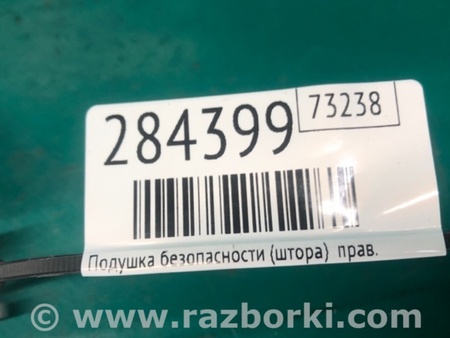 284399
73238
Подушка безопасности (штора) прав.
© www.razborki.com